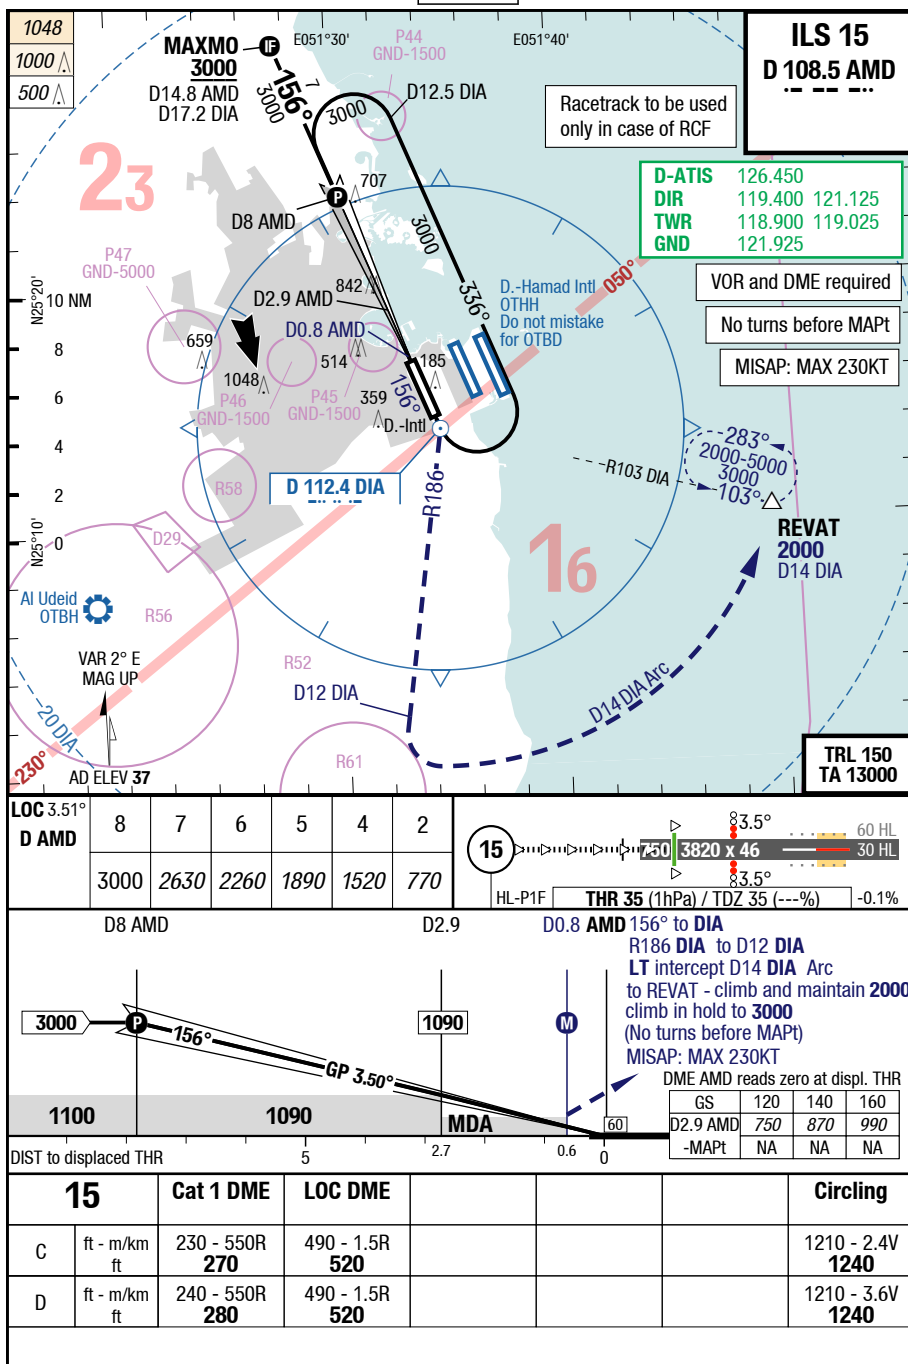 1048
1000
500
MAXMO
3000
D14.8 AMD
D17.2 DIA
IF
7
156°
3000
E051°30'
P44
GND-1500
E051°40'
ILS 15
D 108.5 AMD
Racetrack to be used
only in case of RCF
D12.5 DIA
3000
23
P
707
D8 AMD
3000
336°
D-ATIS 126.450
DIR 119.400 121.125
TWR 118.900 119.025
GND 121.925
P47
GND-5000
N25°20'
10 NM
842
D2.9 AMD
D0.8 AMD
D.-Hamad Intl
OTHH
Do not mistake
for OTBD
050°
VOR and DME required
No turns before MAPt
MISAP: MAX 230KT
659
8
514
185
1048
P46
GND-1500
P45
GND-1500
359
156°
D.-Intl
6
4
2
0
N25°10'
R58
D 112.4 DIA
R186
R103 DIA
283°
2000-5000
3000
103°
REVAT
2000
D14 DIA
D29
16
Al Udeid
OTBH
R56
VAR 2° E
MAG UP
R52
D12 DIA
D14 DIA Arc
20 DIA
230°
AD ELEV 37
R61
TRL 150
TA 13000
LOC 3.51°
D AMD
8 7 6 5 4 2
3000 2630 2260 1890 1520 770
15
750 3820 x 46
3.5°
3.5°
60 HL
30 HL
HL-P1F
THR 35 (1hPa) / TDZ 35 (---%)
-0.1%
D8 AMD
D2.9
D0.8 AMD
156° to DIA
R186 DIA to D12 DIA
LT intercept D14 DIA Arc
to REVAT - climb and maintain 2000
climb in hold to 3000
(No turns before MAPt)
MISAP: MAX 230KT
3000
P
156°
GP 3.50°
1090
M
1100
1090
MDA
60
DME AMD reads zero at displ. THR
GS 120 140 160
D2.9 AMD 750 870 990
-MAPt NA NA NA
DIST to displaced THR
5
2.7
0.6
0
15 Cat 1 DME LOC DME Circling
C ft - m/km 230 - 550R 490 - 1.5R 1210 - 2.4V
ft 270 520 1240
D ft - m/km 240 - 550R 490 - 1.5R 1210 - 3.6V
ft 280 520 1240